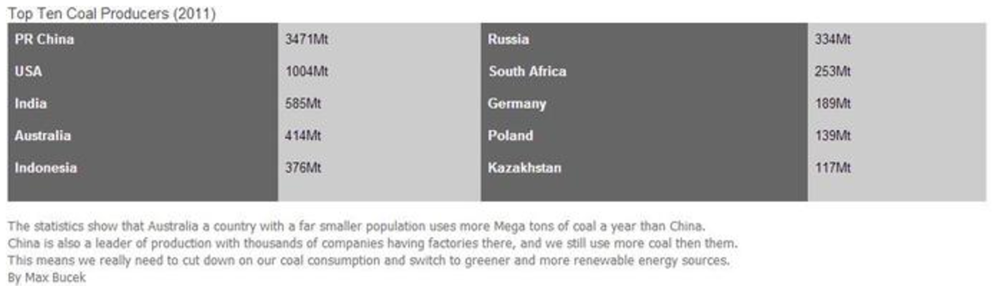 Top Ten Coal Producers (2011)
PR China 3471Mt Russia 334Mt
USA 1004Mt South Africa 253Mt
India 585Mt Germany 189Mt
Australia 414Mt Poland 139Mt
Indonesia 376Mt Kazakhstan 117Mt
The statistics show that Australia a country with a far smaller population uses more Mega tons of coal a year than China.
China is also a leader of production with thousands of companies having factories there, and we still use more coal then them.
This means we really need to cut down on our coal consumption and switch to greener and more renewable energy sources.
By Max Bucek